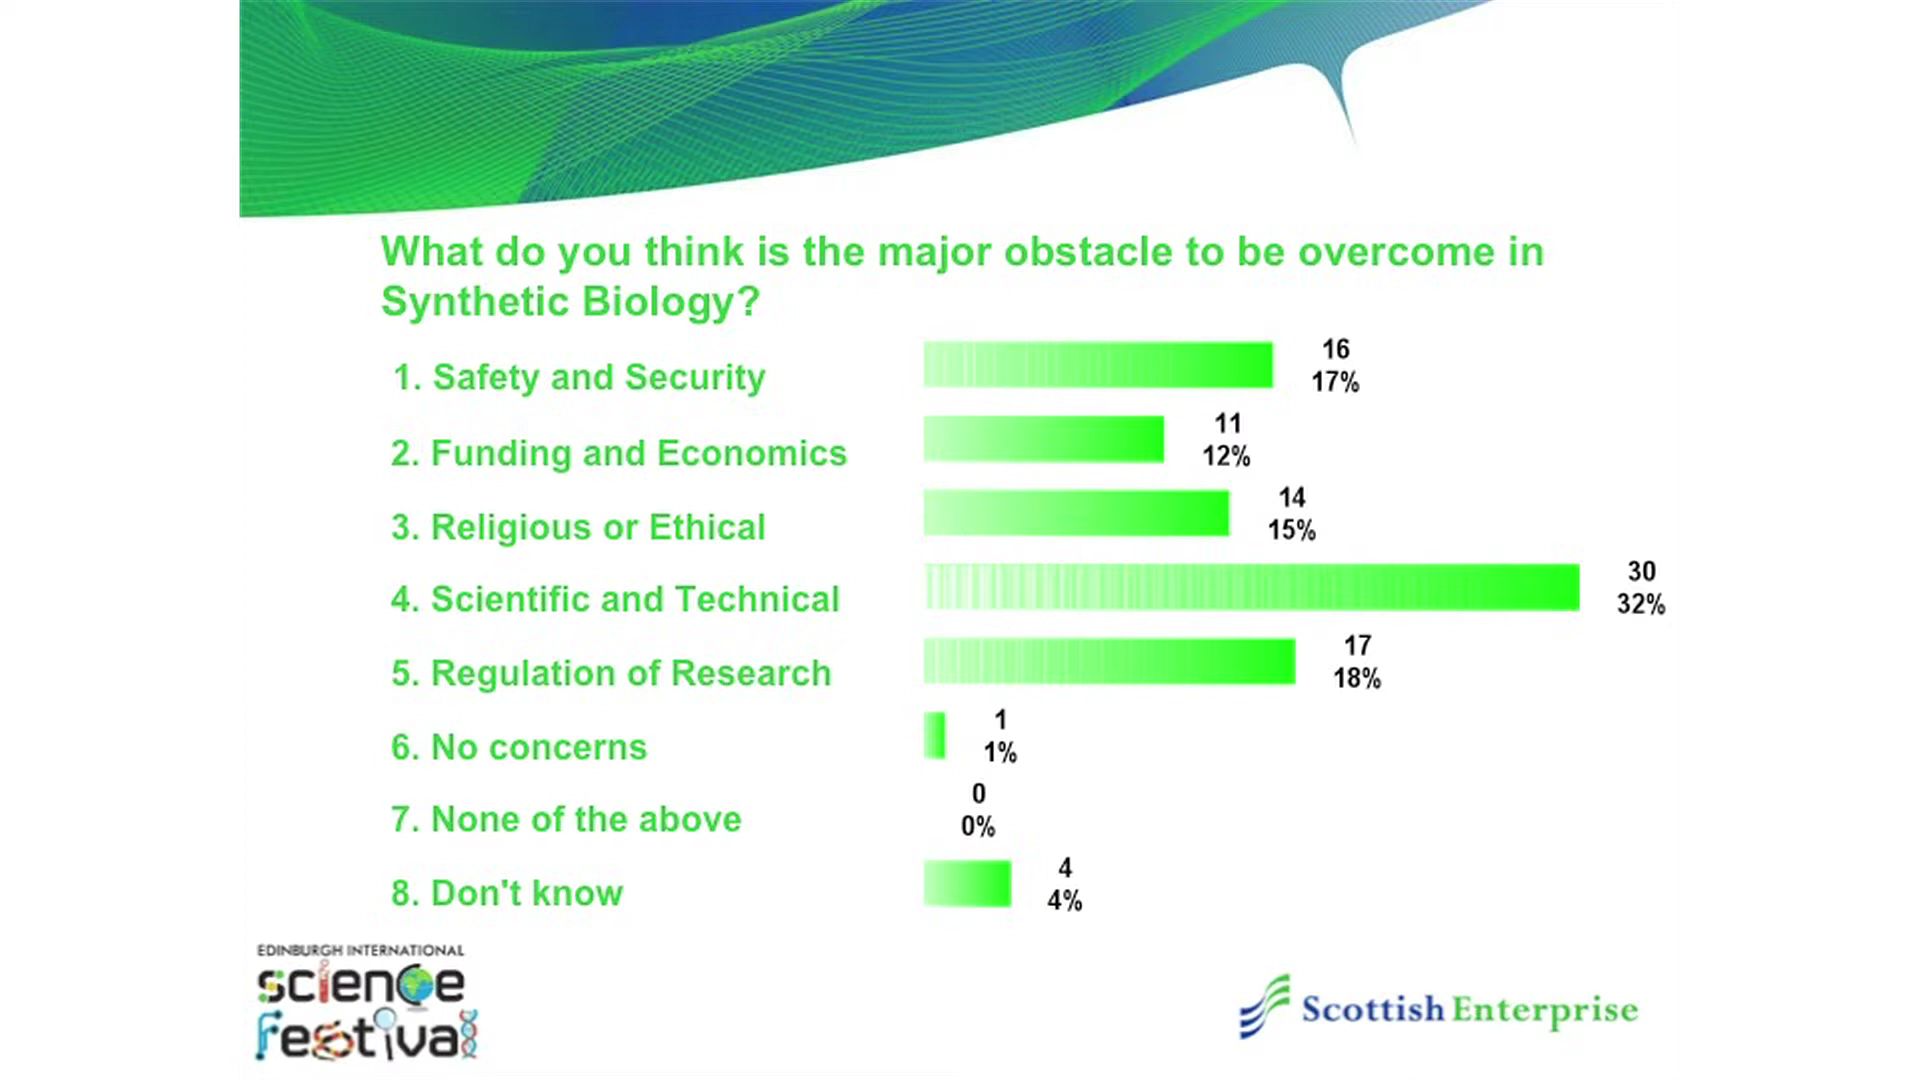 What do you think is the major obstacle to be overcome in
Synthetic Biology?
1. Safety and Security
16
17%
2. Funding and Economics
11
12%
3. Religious or Ethical
14
15%
4. Scientific and Technical
30
32%
5. Regulation of Research
17
18%
6. No concerns
1
1%
7. None of the above
0
0%
8. Don't know
4
4%
EDINBURGH INTERNATIONAL
science
festival
Scottish Enterprise